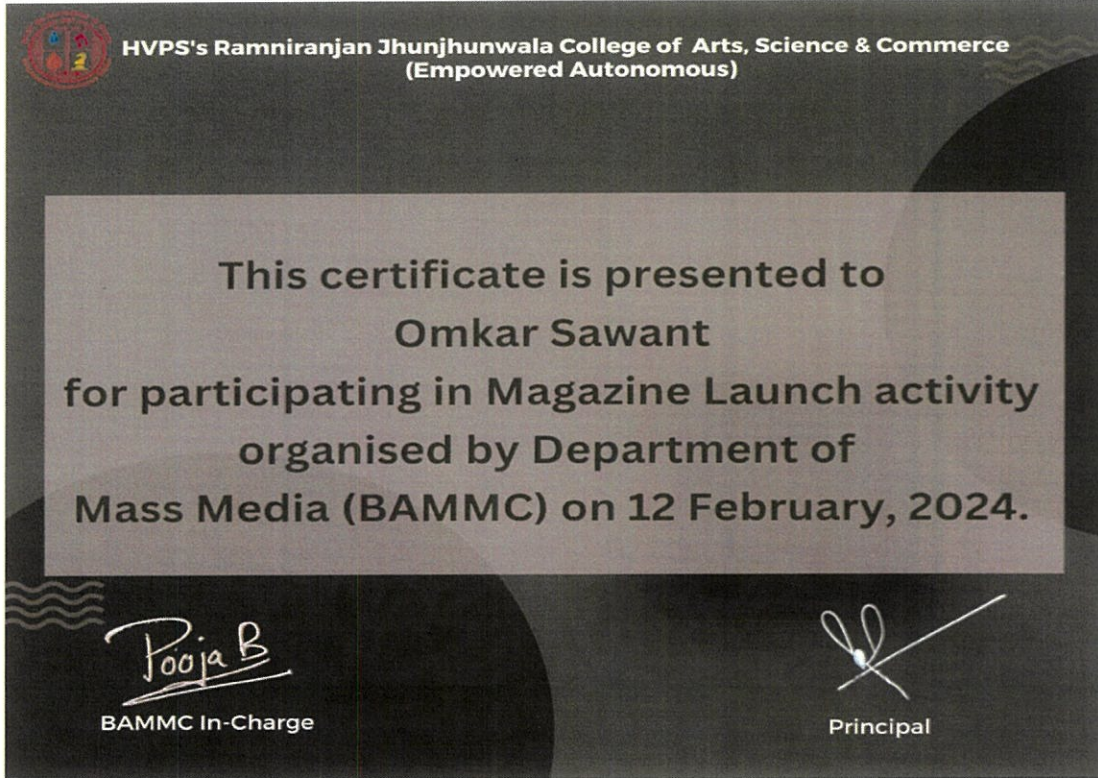 HVPS's Ramniranjan Jhunjhunwala College of Arts, Science & Commerce
(Empowered Autonomous)
This certificate is presented to
Omkar Sawant
for participating in Magazine Launch activity
organised by Department of
Mass Media (BAMMC) on 12 February, 2024.
Pooja B
BAMMC In-Charge
Principal